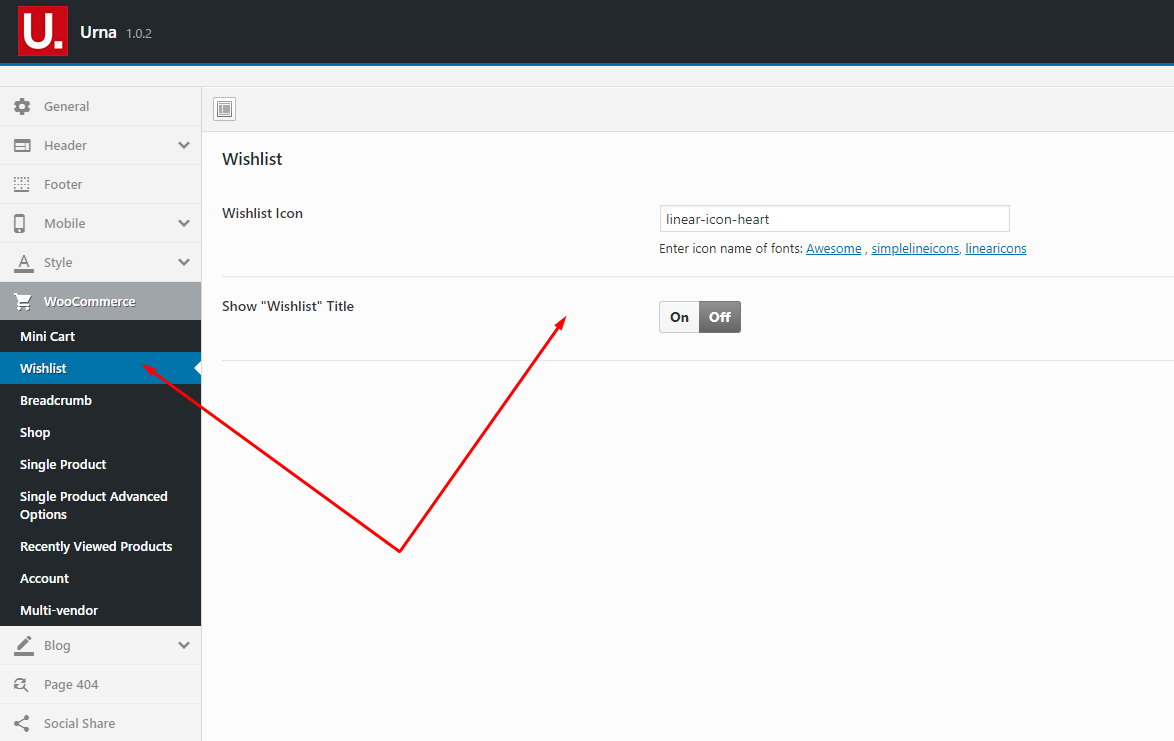 U.
Urna 1.0.2
General
Header
Footer
Mobile
Style
WooCommerce
Mini Cart
Wishlist
Breadcrumb
Shop
Single Product
Single Product Advanced
Options
Recently Viewed Products
Account
Multi-vendor
Blog
Page 404
Social Share
Wishlist
Wishlist Icon
linear-icon-heart
Enter icon name of fonts: Awesome , simplelineicons, linearicons
Show "Wishlist" Title
On Off